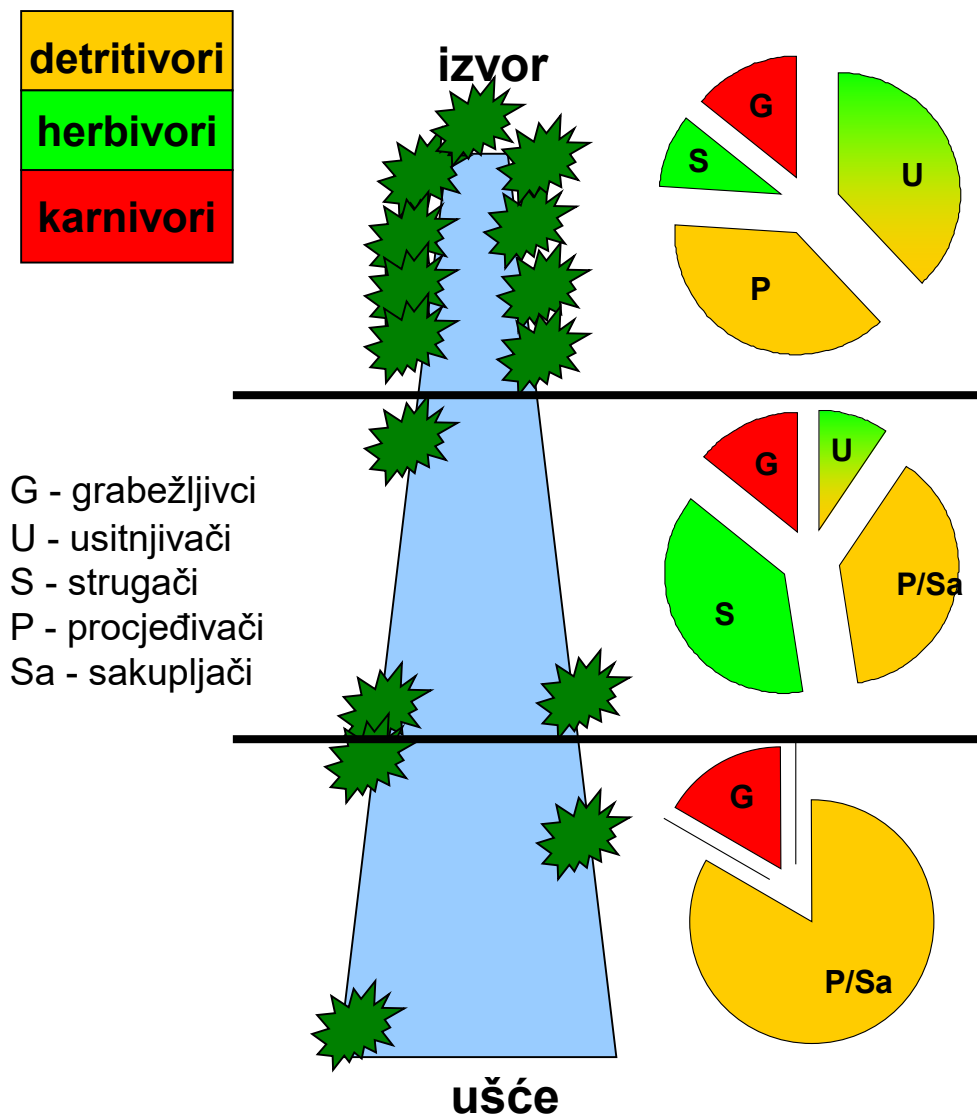 detritivori
herbivori
karnivori
izvor
G
S
U
P
G
U
S
P/Sa
G - grabežljivci
U - usitnjivači
S - strugači
P - procjeđivači
Sa - sakupljači
G
P/Sa
ušće